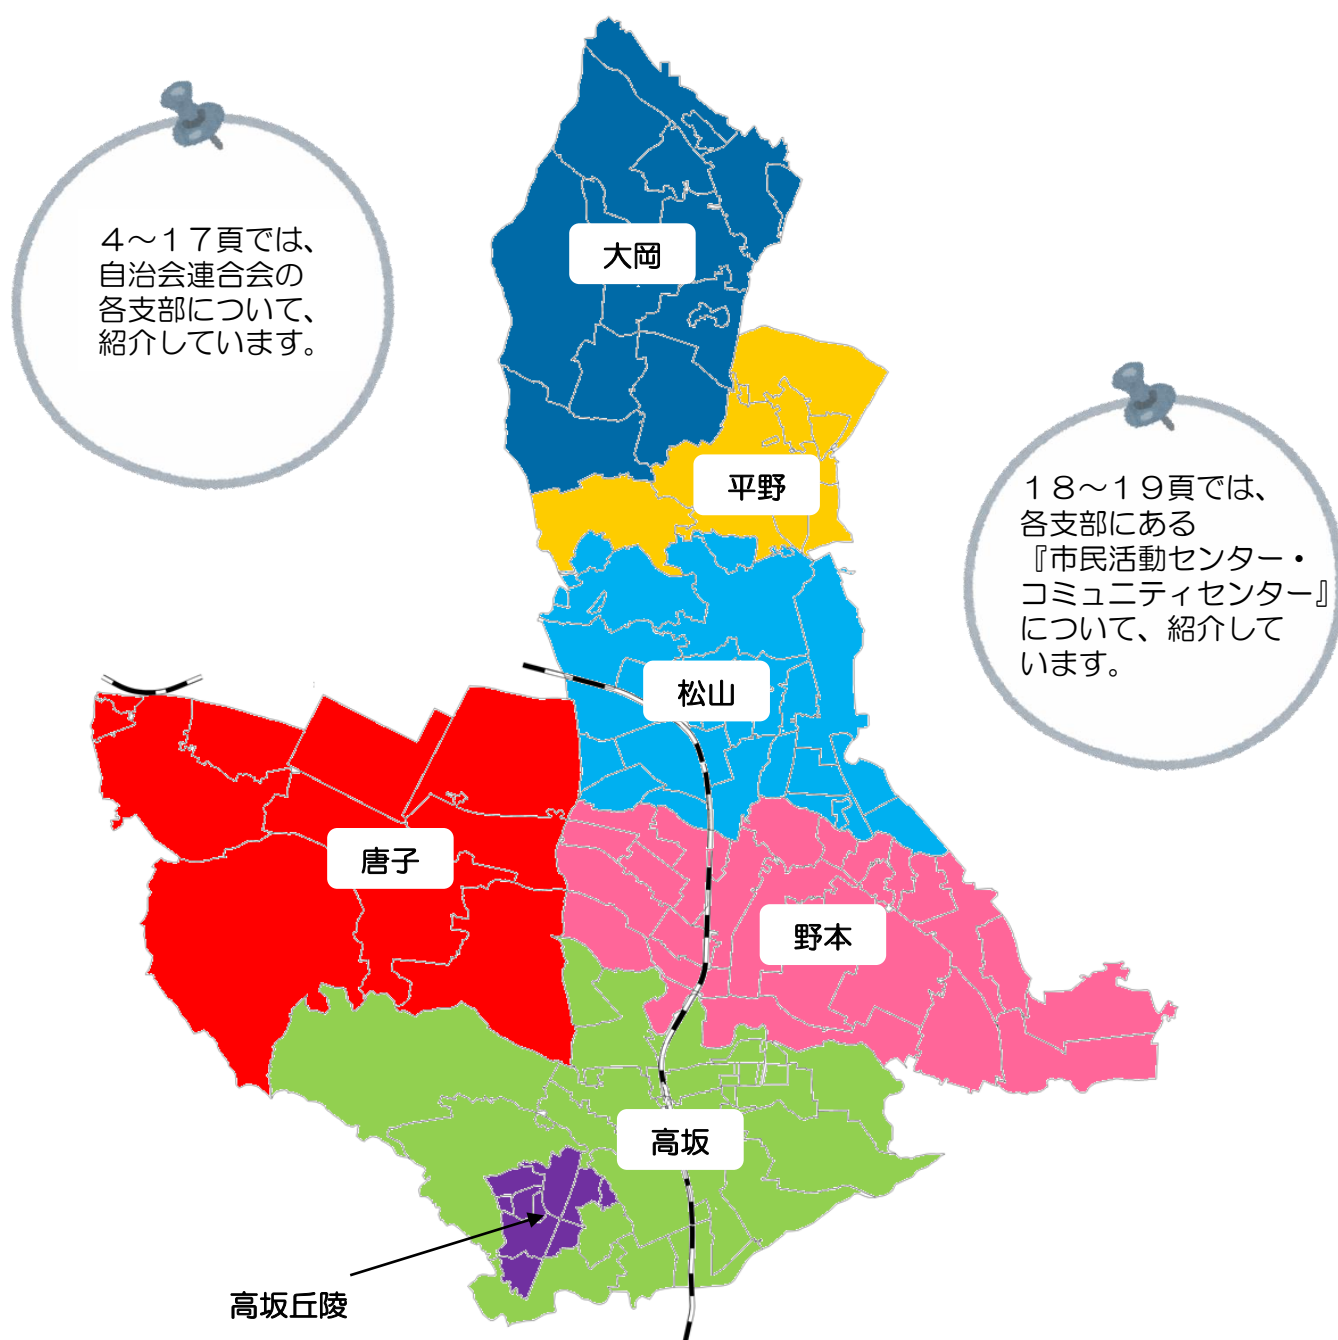 ４～１７頁では、
自治会連合会の
各支部について、
紹介しています。
大岡
平野
１８～１９頁では、
各支部にある
『市民活動センター・
コミュニティセンター』
について、紹介して
います。
松山
唐子
野本
高坂
高坂丘陵